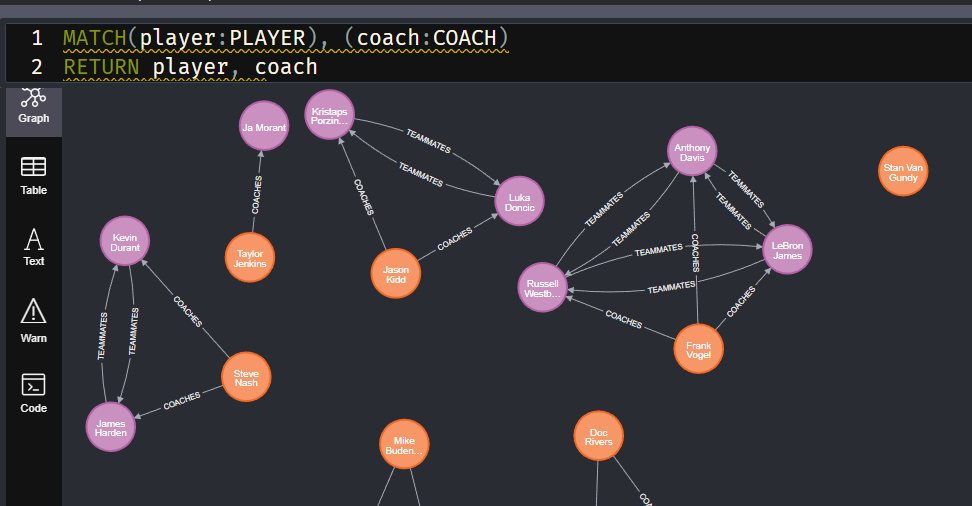 1 MATCH(player:PLAYER), (coach:COACH)
2 RETURN player, coach
Graph
Table
Text
Warn
Code
Ja Morant
Kristaps
Porzin...
TEAMMATES
TEAMMATES
Luka
Doncic
COACHES
COACHES
COACHES
Taylor
Jenkins
Jason
Kidd
Anthony
Davis
Stan Van
Gundy
TEAMMATES
TEAMMATES
TEAMMATES
TEAMMATES
TEAMMATES
TEAMMATES
LeBron
James
Russell
Westb...
COACHES
COACHES
COACHES
Frank
Vogel
Kevin
Durant
COACHES
TEAMMATES
TEAMMATES
Steve
Nash
COACHES
James
Harden
Mike
Buden...
Doc
Rivers
COA